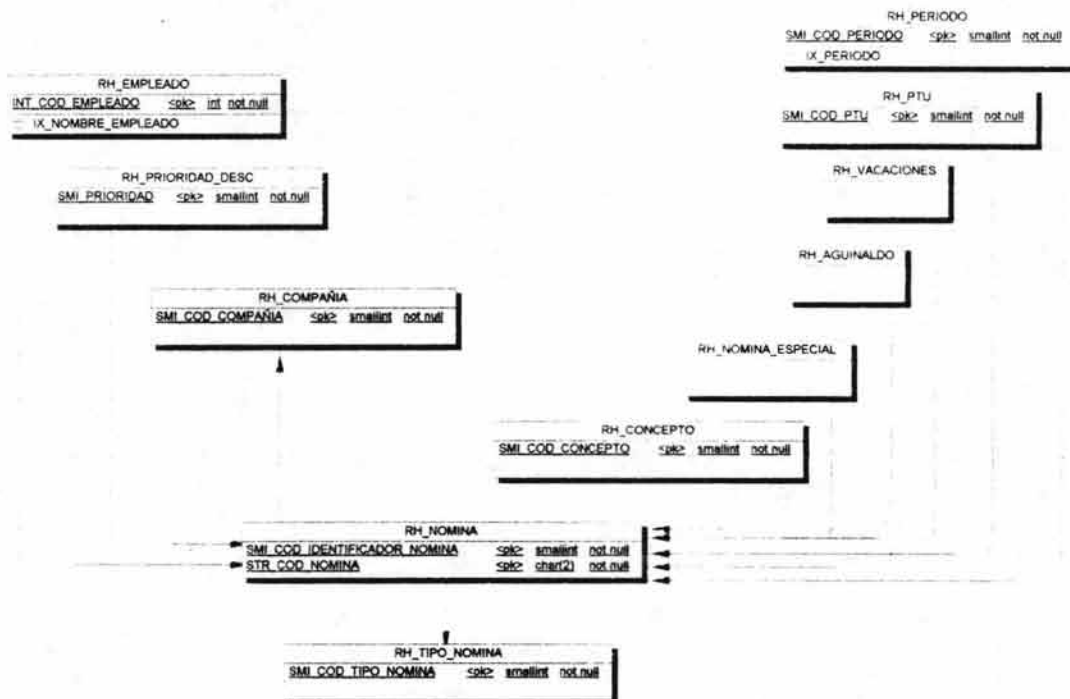 RH_PERIODO
SMI_COD_PERIODO <pk> smallint not null
IX_PERIODO
RH_EMPLEADO
INT_COD_EMPLEADO <pk> int not null
IX_NOMBRE_EMPLEADO
RH_PTU
SMI_COD_PTU <pk> smallint not null
RH_PRIORIDAD_DESC
SMI_PRIORIDAD <pk> smallint not null
RH_VACACIONES
RH_AGUINALDO
RH_COMPAÑIA
SMI_COD_COMPAÑIA <pk> smallint not null
RH_NOMINA_ESPECIAL
RH_CONCEPTO
SMI_COD_CONCEPTO <pk> smallint not null
RH_NOMINA
SMI_COD_IDENTIFICADOR_NOMINA <pk> smallint not null
STR_COD_NOMINA <pk> char(2) not null
RH_TIPO_NOMINA
SMI_COD_TIPO_NOMINA <pk> smallint not null